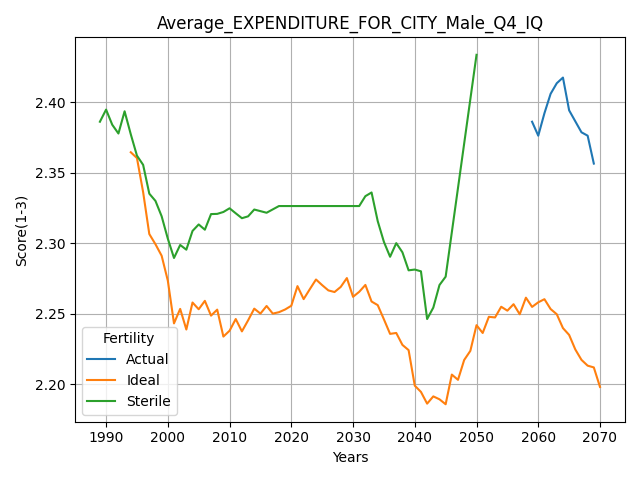 Average_EXPENDITURE_FOR_CITY_Male_Q4_IQ
Score(1-3)
2.40
2.35
2.30
2.25
2.20
Fertility
Actual
Ideal
Sterile
1990 2000 2010 2020 2030 2040 2050 2060 2070
Years